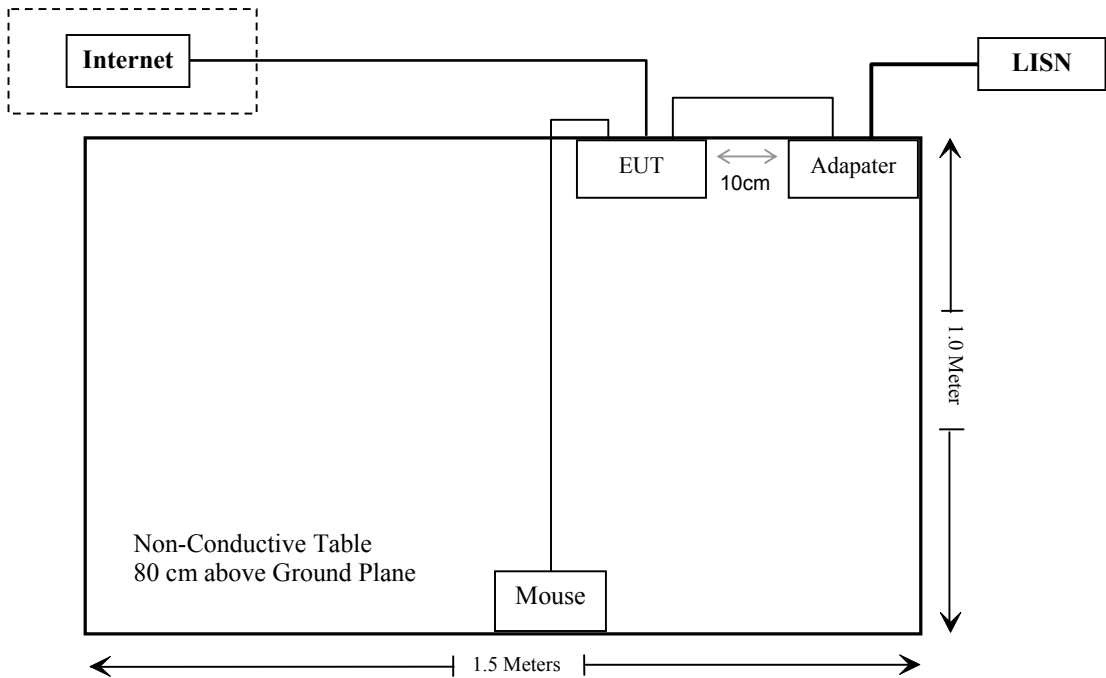 Internet
LISN
EUT
Adapater
10cm
1.0 Meter
Non-Conductive Table
80 cm above Ground Plane
Mouse
1.5 Meters